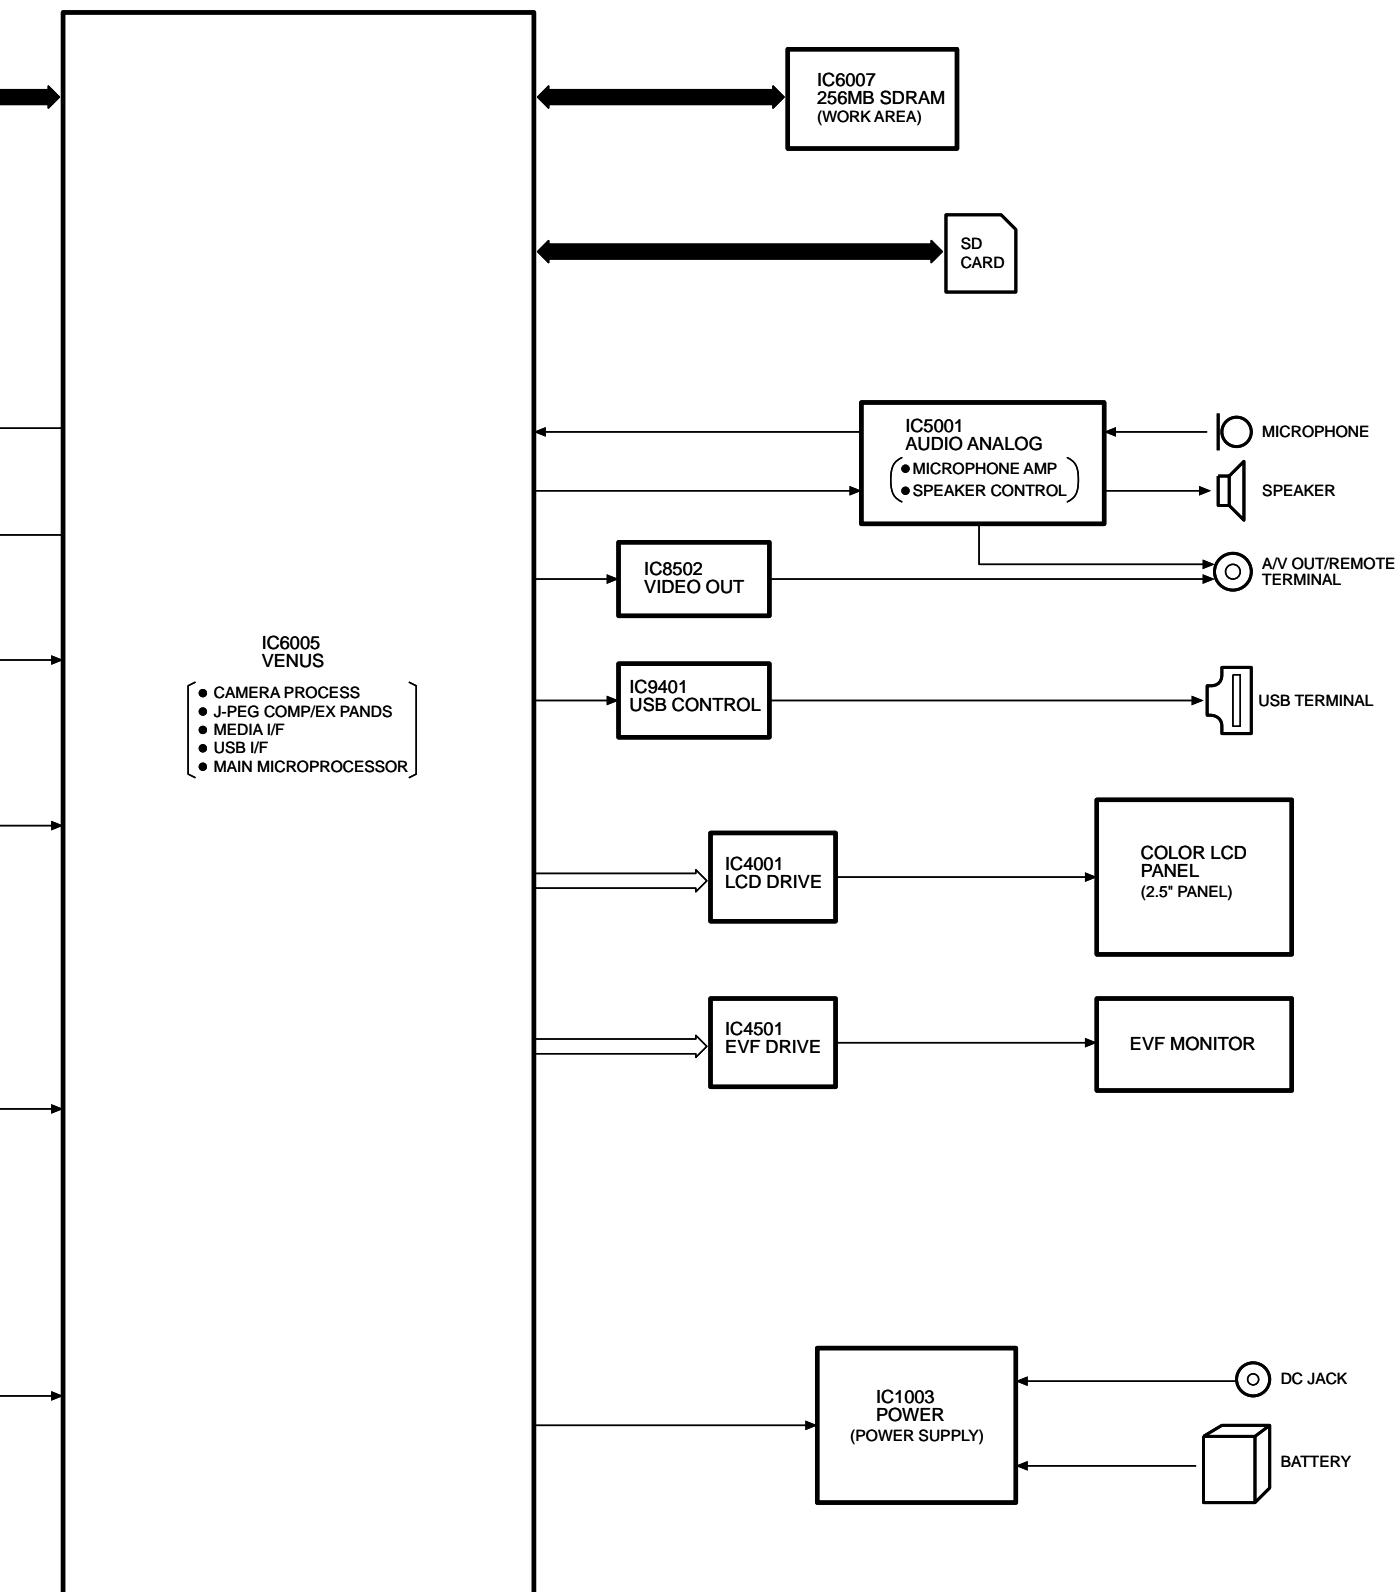 IC6007
256MB SDRAM
(WORK AREA)
SD
CARD
IC5001
AUDIO ANALOG
● MICROPHONE AMP
● SPEAKER CONTROL
MICROPHONE
SPEAKER
A/V OUT/REMOTE
TERMINAL
IC8502
VIDEO OUT
IC6005
VENUS
● CAMERA PROCESS
● J-PEG COMP/EX PANDS
● MEDIA I/F
● USB I/F
● MAIN MICROPROCESSOR
IC9401
USB CONTROL
USB TERMINAL
IC4001
LCD DRIVE
COLOR LCD
PANEL
(2.5" PANEL)
IC4501
EVF DRIVE
EVF MONITOR
IC1003
POWER
(POWER SUPPLY)
DC JACK
BATTERY